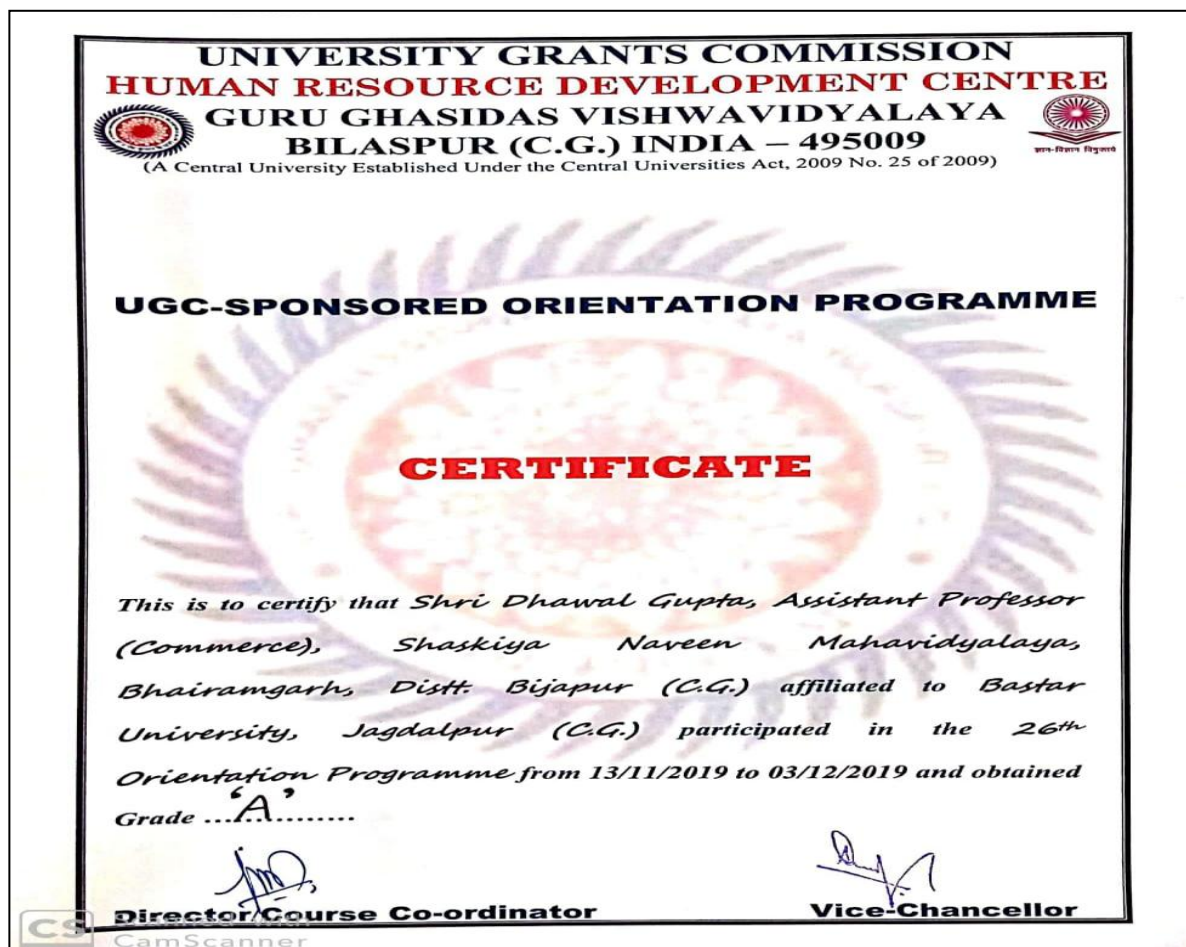 UNIVERSITY GRANTS COMMISSION
HUMAN RESOURCE DEVELOPMENT CENTRE
GURU GHASIDAS VISHWAVIDYALAYA
BILASPUR (C.G.) INDIA – 495009
(A Central University Established Under the Central Universities Act, 2009 No. 25 of 2009)
ज्ञान-विज्ञान विमुक्तये
UGC-SPONSORED ORIENTATION PROGRAMME
CERTIFICATE
This is to certify that Shri Dhawal Gupta, Assistant Professor
(Commerce), Shaskiya Naveen Mahavidyalaya,
Bhairamgarh, Distt. Bijapur (C.G.) affiliated to Bastar
University, Jagdalpur (C.G.) participated in the 26th
Orientation Programme from 13/11/2019 to 03/12/2019 and obtained
Grade ...‘A’.........
Director/Course Co-ordinator
Vice-Chancellor
CS
Scanned with
CamScanner